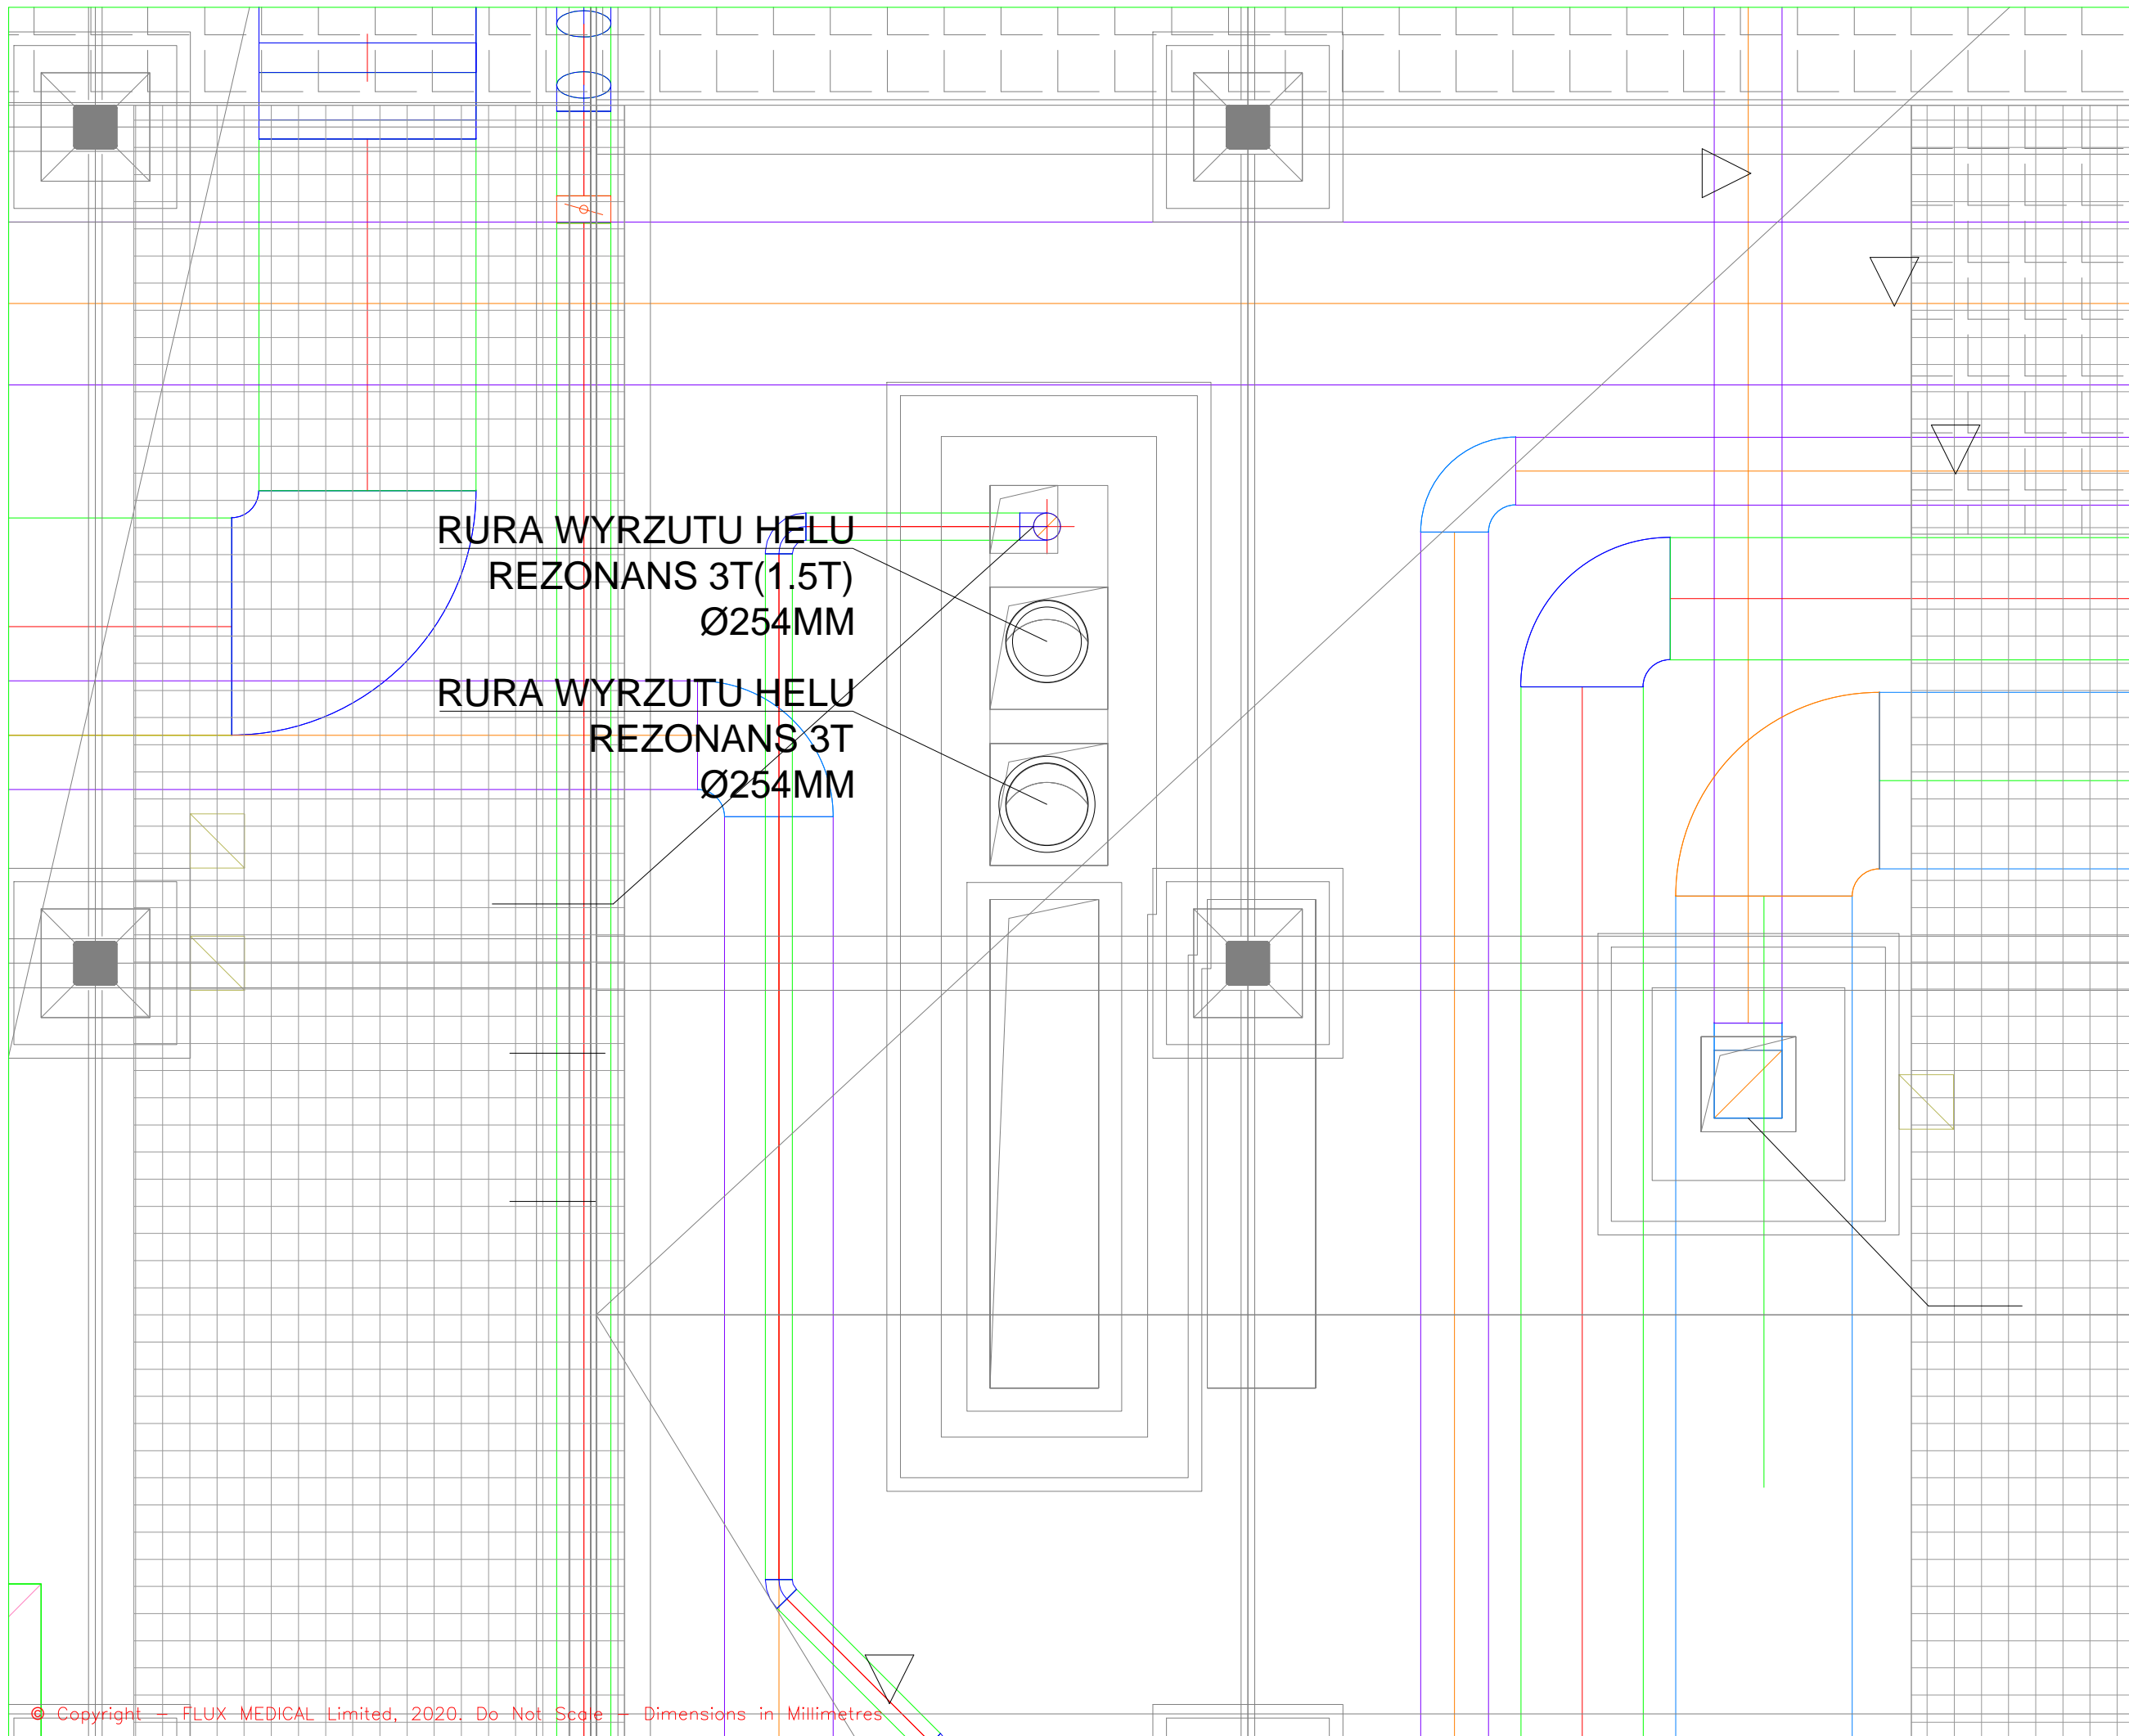 RURA WYRZUTU HELU
REZONANS 3T(1.5T)
Ø254MM
RURA WYRZUTU HELU
REZONANS 3T
Ø254MM
© Copyright - FLUX MEDICAL Limited, 2020. Do Not Scale - Dimensions in Millimetres